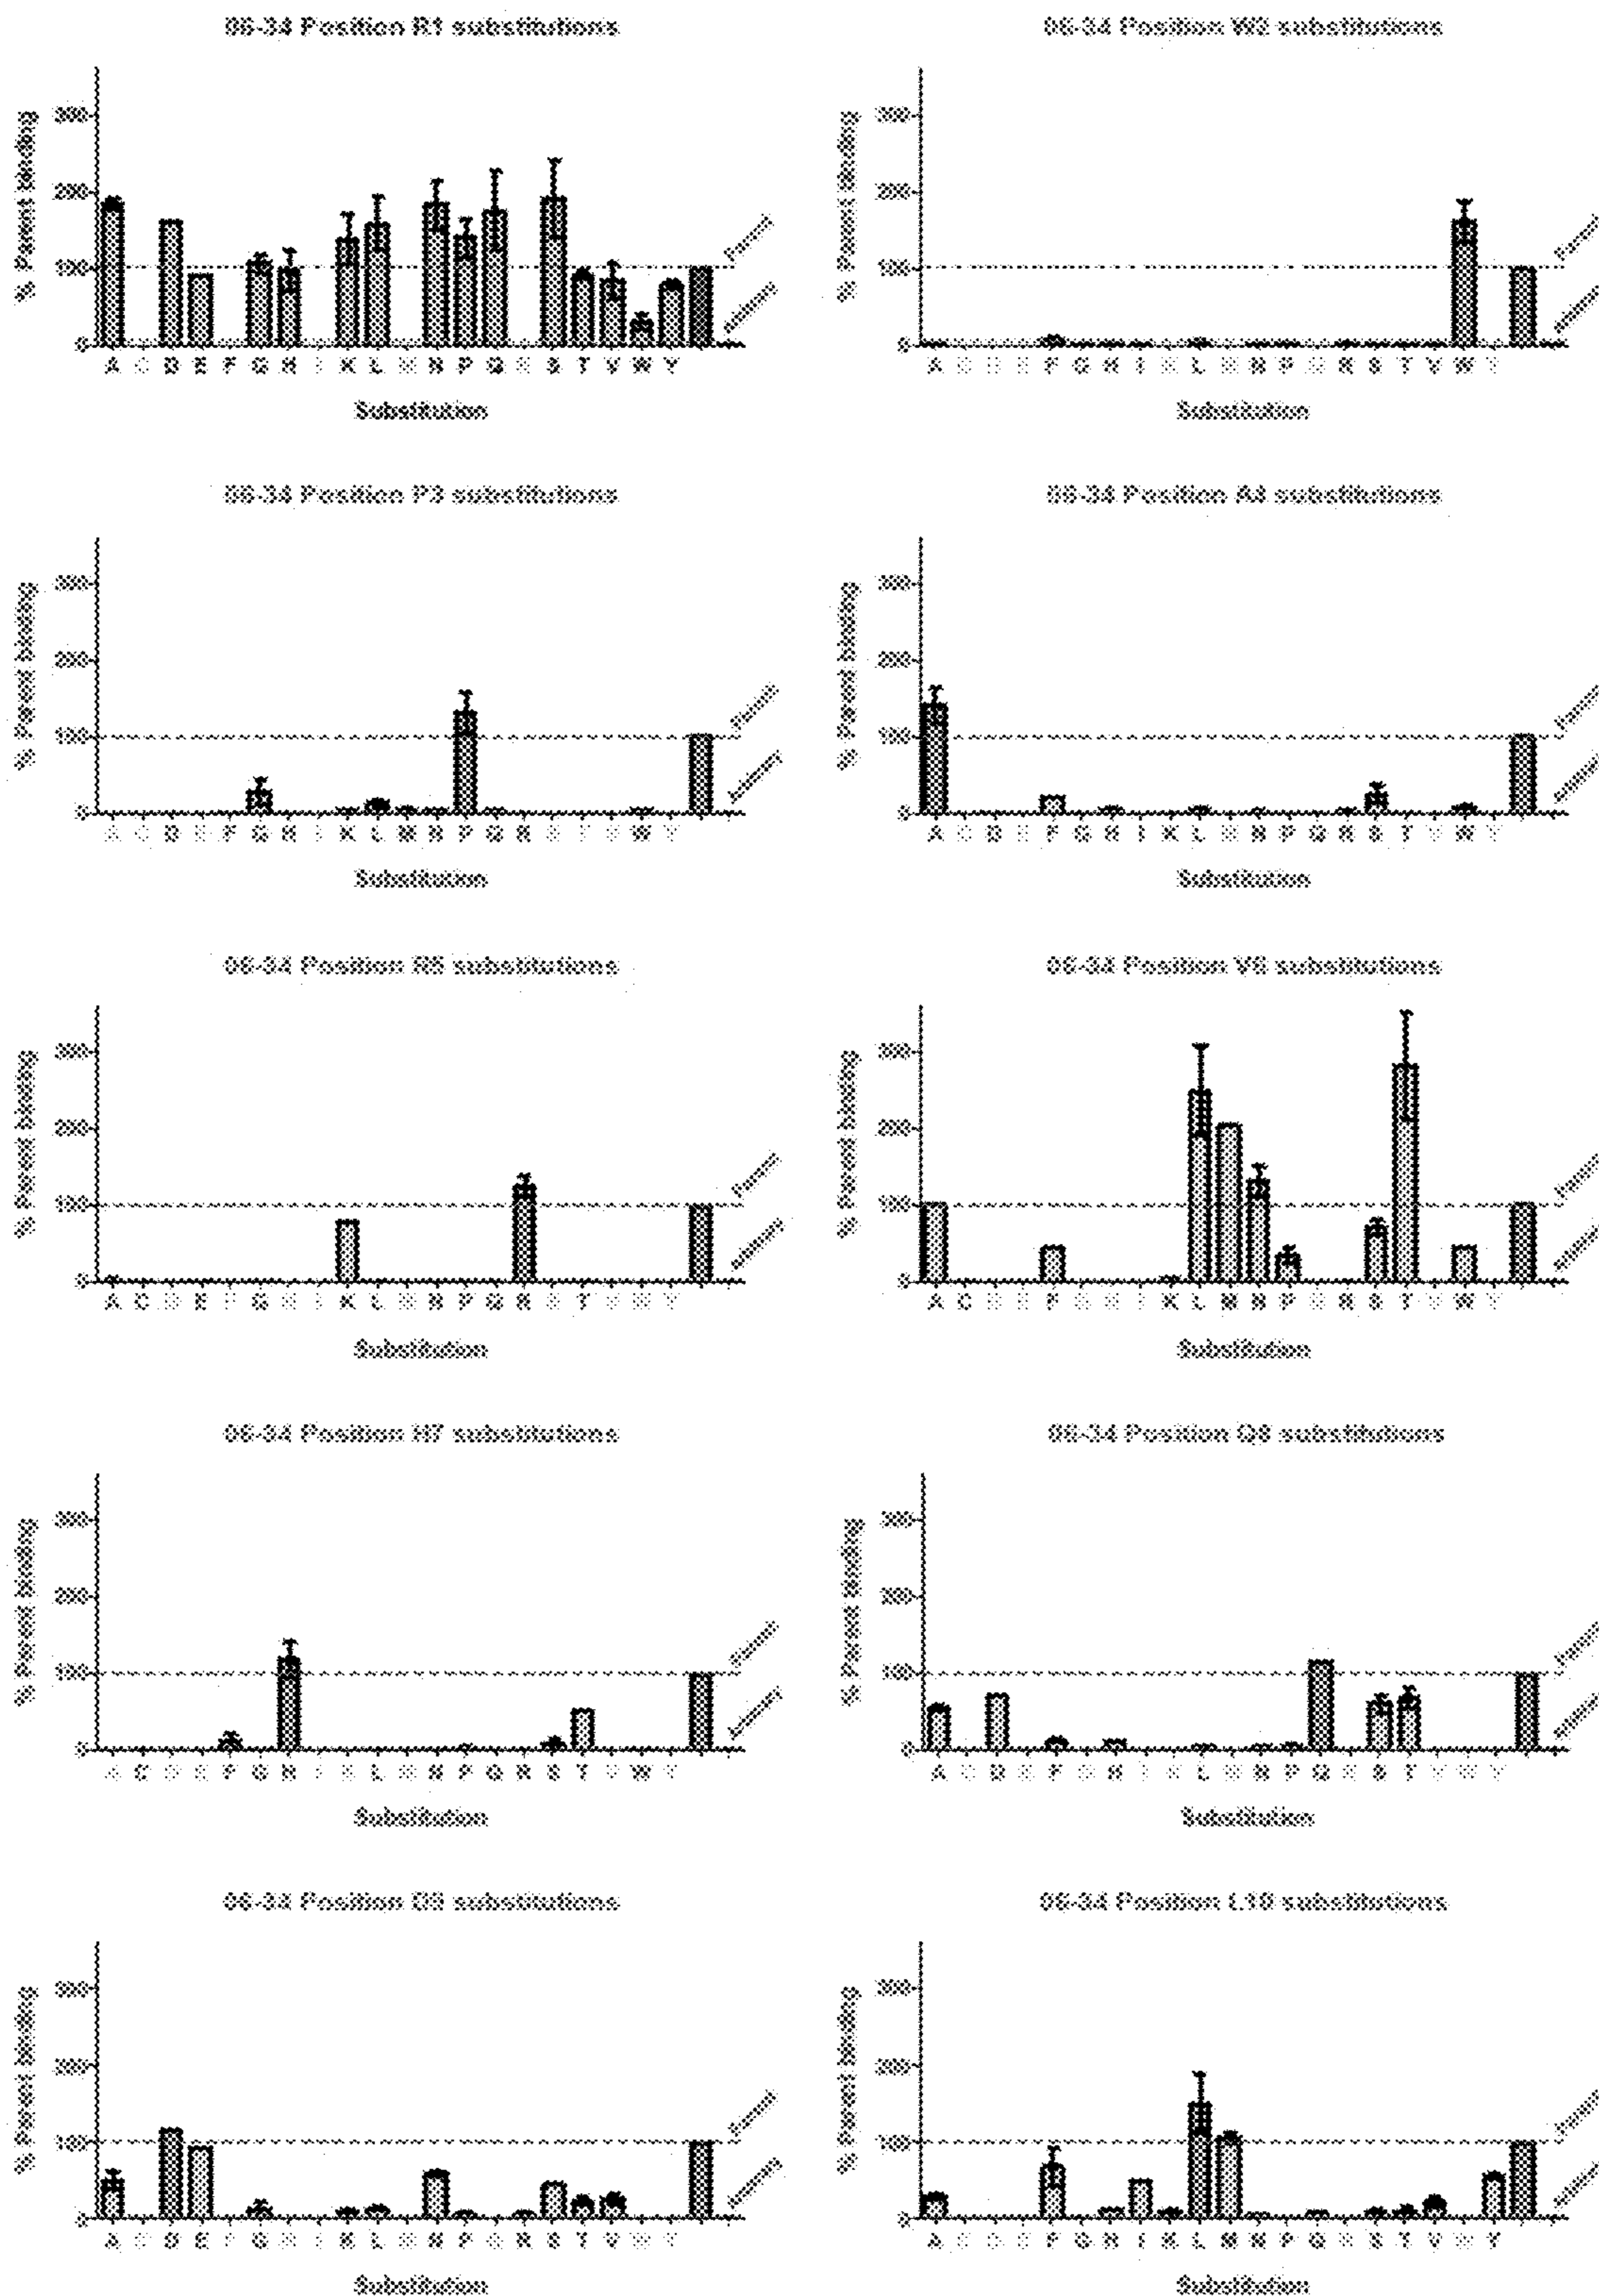 06-34 Position R1 substitutions
% Parent binding
300
200
100
0
A C D E F G H I K L M N P Q R S T V W Y
Substitution
06-34 Position W2 substitutions
% Parent binding
300
200
100
0
A C D E F G H I K L M N P Q R S T V W Y
Substitution
06-34 Position P3 substitutions
% Parent binding
300
200
100
0
A C D E F G H I K L M N P Q R S T V W Y
Substitution
06-34 Position A4 substitutions
% Parent binding
300
200
100
0
A C D E F G H I K L M N P Q R S T V W Y
Substitution
06-34 Position R5 substitutions
% Parent binding
300
200
100
0
A C D E F G H I K L M N P Q R S T V W Y
Substitution
06-34 Position V6 substitutions
% Parent binding
300
200
100
0
A C D E F G H I K L M N P Q R S T V W Y
Substitution
06-34 Position H7 substitutions
% Parent binding
300
200
100
0
A C D E F G H I K L M N P Q R S T V W Y
Substitution
06-34 Position Q8 substitutions
% Parent binding
300
200
100
0
A C D E F G H I K L M N P Q R S T V W Y
Substitution
06-34 Position D9 substitutions
% Parent binding
300
200
100
0
A C D E F G H I K L M N P Q R S T V W Y
Substitution
06-34 Position L10 substitutions
% Parent binding
300
200
100
0
A C D E F G H I K L M N P Q R S T V W Y
Substitution